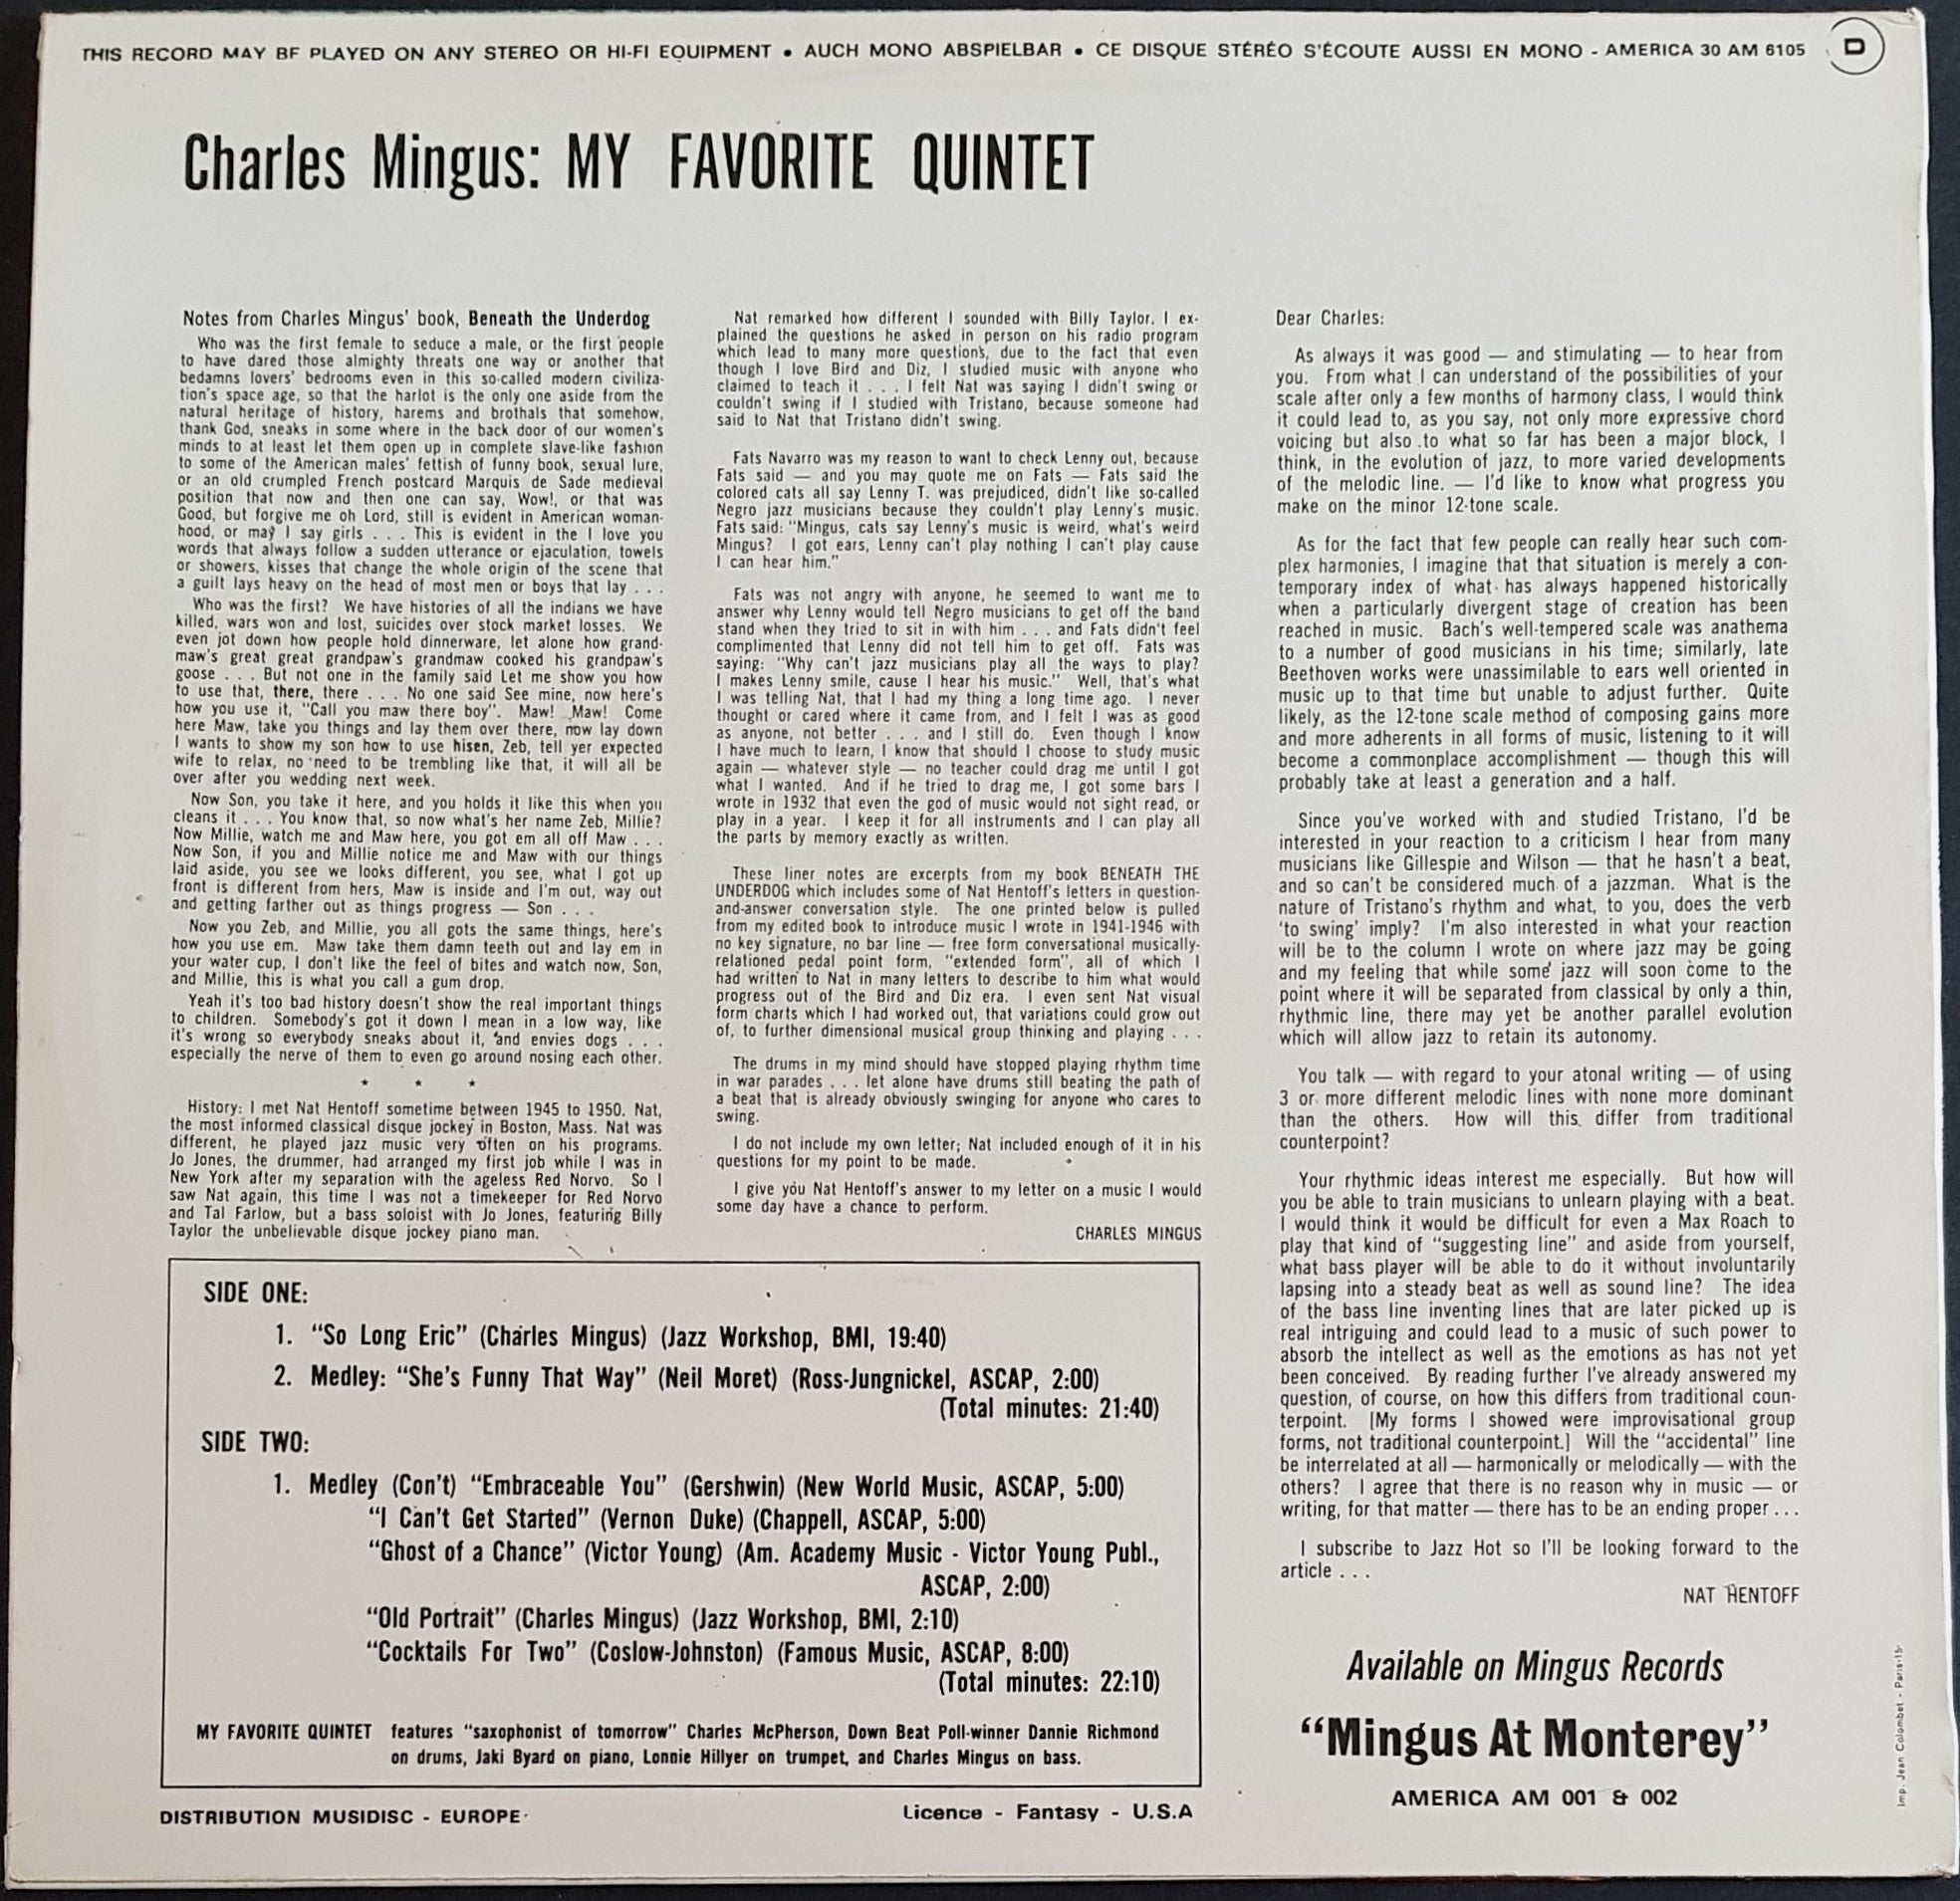 THIS RECORD MAY BE PLAYED ON ANY STEREO OR HI-FI EQUIPMENT • AUCH MONO ABSPIELBAR • CE DISQUE STÉRÉO S'ÉCOUTE AUSSI EN MONO - AMERICA 30 AM 6105 D
Charles Mingus: MY FAVORITE QUINTET
Notes from Charles Mingus' book, Beneath the Underdog
Who was the first female to seduce a male, or the first people
to have dared those almighty threats one way or another that
bedamns lovers' bedrooms even in this so-called modern civiliza-
tion's space age, so that the harlot is the only one aside from the
natural heritage of history, harems and brothals that somehow,
thank God, sneaks in some where in the back door of our women's
minds to at least let them open up in complete slave-like fashion
to some of the American males' fettish of funny book, sexual lure,
or an old crumpled French postcard Marquis de Sade medieval
position that now and then one can say, Wow!, or that was
Good, but forgive me oh Lord, still is evident in American woman-
hood, or may I say girls . . . This is evident in the I love you
words that always follow a sudden utterance or ejaculation, towels
or showers, kisses that change the whole origin of the scene that
a guilt lays heavy on the head of most men or boys that lay . . .
Who was the first? We have histories of all the indians we have
killed, wars won and lost, suicides over stock market losses. We
even jot down how people hold dinnerware, let alone how grand-
maw's great great grandpaw's grandmaw cooked his grandpaw's
goose . . . But not one in the family said Let me show you how
to use that, there, there . . . No one said See mine, now here's
how you use it, "Call you maw there boy". Maw! Maw! Come
here Maw, take you things and lay them over there, now lay down
I wants to show my son how to use hisen, Zeb, tell yer expected
wife to relax, no need to be trembling like that, it will all be
over after you wedding next week.
Now Son, you take it here, and you holds it like this when you
cleans it . . . You know that, so now what's her name Zeb, Millie?
Now Millie, watch me and Maw here, you got em all off Maw . . .
Now Son, if you and Millie notice me and Maw with our things
laid aside, you see we looks different, you see, what I got up
front is different from hers, Maw is inside and I'm out, way out
and getting farther out as things progress — Son . . .
Now you Zeb, and Millie, you all gots the same things, here's
how you use em. Maw take them damn teeth out and lay em in
your water cup, I don't like the feel of bites and watch now, Son,
and Millie, this is what you call a gum drop.
Yeah it's too bad history doesn't show the real important things
to children. Somebody's got it down I mean in a low way, like
it's wrong so everybody sneaks about it, and envies dogs . . .
especially the nerve of them to even go around nosing each other.
* * *
History: I met Nat Hentoff sometime between 1945 to 1950. Nat,
the most informed classical disque jockey in Boston, Mass. Nat was
different, he played jazz music very often on his programs.
Jo Jones, the drummer, had arranged my first job while I was in
New York after my separation with the ageless Red Norvo. So I
saw Nat again, this time I was not a timekeeper for Red Norvo
and Tal Farlow, but a bass soloist with Jo Jones, featuring Billy
Taylor the unbelievable disque jockey piano man.
Nat remarked how different I sounded with Billy Taylor. I ex-
plained the questions he asked in person on his radio program
which lead to many more questions, due to the fact that even
though I love Bird and Diz, I studied music with anyone who
claimed to teach it . . . I felt Nat was saying I didn't swing or
couldn't swing if I studied with Tristano, because someone had
said to Nat that Tristano didn't swing.
Fats Navarro was my reason to want to check Lenny out, because
Fats said — and you may quote me on Fats — Fats said the
colored cats all say Lenny T. was prejudiced, didn't like so-called
Negro jazz musicians because they couldn't play Lenny's music.
Fats said: "Mingus, cats say Lenny's music is weird, what's weird
Mingus? I got ears, Lenny can't play nothing I can't play cause
I can hear him."
Fats was not angry with anyone, he seemed to want me to
answer why Lenny would tell Negro musicians to get off the band
stand when they tried to sit in with him . . . and Fats didn't feel
complimented that Lenny did not tell him to get off. Fats was
saying: "Why can't jazz musicians play all the ways to play?
I makes Lenny smile, cause I hear his music." Well, that's what
I was telling Nat, that I had my thing a long time ago. I never
thought or cared where it came from, and I felt I was as good
as anyone, not better . . . and I still do. Even though I know
I have much to learn, I know that should I choose to study music
again — whatever style — no teacher could drag me until I got
what I wanted. And if he tried to drag me, I got some bars I
wrote in 1932 that even the god of music would not sight read, or
play in a year. I keep it for all instruments and I can play all
the parts by memory exactly as written.
These liner notes are excerpts from my book BENEATH THE
UNDERDOG which includes some of Nat Hentoff's letters in question-
and-answer conversation style. The one printed below is pulled
from my edited book to introduce music I wrote in 1941-1946 with
no key signature, no bar line — free form conversational musically-
relationed pedal point form, "extended form", all of which I
had written to Nat in many letters to describe to him what would
progress out of the Bird and Diz era. I even sent Nat visual
form charts which I had worked out, that variations could grow out
of, to further dimensional musical group thinking and playing . . .
The drums in my mind should have stopped playing rhythm time
in war parades . . . let alone have drums still beating the path of
a beat that is already obviously swinging for anyone who cares to
swing.
I do not include my own letter; Nat included enough of it in his
questions for my point to be made.
I give you Nat Hentoff's answer to my letter on a music I would
some day have a chance to perform.
CHARLES MINGUS
Dear Charles:
As always it was good — and stimulating — to hear from
you. From what I can understand of the possibilities of your
scale after only a few months of harmony class, I would think
it could lead to, as you say, not only more expressive chord
voicing but also to what so far has been a major block, I
think, in the evolution of jazz, to more varied developments
of the melodic line. — I'd like to know what progress you
make on the minor 12-tone scale.
As for the fact that few people can really hear such com-
plex harmonies, I imagine that that situation is merely a con-
temporary index of what has always happened historically
when a particularly divergent stage of creation has been
reached in music. Bach's well-tempered scale was anathema
to a number of good musicians in his time; similarly, late
Beethoven works were unassimilable to ears well oriented in
music up to that time but unable to adjust further. Quite
likely, as the 12-tone scale method of composing gains more
and more adherents in all forms of music, listening to it will
become a commonplace accomplishment — though this will
probably take at least a generation and a half.
Since you've worked with and studied Tristano, I'd be
interested in your reaction to a criticism I hear from many
musicians like Gillespie and Wilson — that he hasn't a beat,
and so can't be considered much of a jazzman. What is the
nature of Tristano's rhythm and what, to you, does the verb
'to swing' imply? I'm also interested in what your reaction
will be to the column I wrote on where jazz may be going
and my feeling that while some jazz will soon come to the
point where it will be separated from classical by only a thin,
rhythmic line, there may yet be another parallel evolution
which will allow jazz to retain its autonomy.
You talk — with regard to your atonal writing — of using
3 or more different melodic lines with none more dominant
than the others. How will this differ from traditional
counterpoint?
Your rhythmic ideas interest me especially. But how will
you be able to train musicians to unlearn playing with a beat.
I would think it would be difficult for even a Max Roach to
play that kind of "suggesting line" and aside from yourself,
what bass player will be able to do it without involuntarily
lapsing into a steady beat as well as sound line? The idea
of the bass line inventing lines that are later picked up is
real intriguing and could lead to a music of such power to
absorb the intellect as well as the emotions as has not yet
been conceived. By reading further I've already answered my
question, of course, on how this differs from traditional coun-
terpoint. [My forms I showed were improvisational group
forms, not traditional counterpoint.] Will the "accidental" line
be interrelated at all — harmonically or melodically — with the
others? I agree that there is no reason why in music — or
writing, for that matter — there has to be an ending proper . . .
I subscribe to Jazz Hot so I'll be looking forward to the
article . . .
NAT HENTOFF
SIDE ONE:
1. "So Long Eric" (Charles Mingus) (Jazz Workshop, BMI, 19:40)
2. Medley: "She's Funny That Way" (Neil Moret) (Ross-Jungnickel, ASCAP, 2:00)
(Total minutes: 21:40)
SIDE TWO:
1. Medley (Con't) "Embraceable You" (Gershwin) (New World Music, ASCAP, 5:00)
"I Can't Get Started" (Vernon Duke) (Chappell, ASCAP, 5:00)
"Ghost of a Chance" (Victor Young) (Am. Academy Music - Victor Young Publ.,
ASCAP, 2:00)
"Old Portrait" (Charles Mingus) (Jazz Workshop, BMI, 2:10)
"Cocktails For Two" (Coslow-Johnston) (Famous Music, ASCAP, 8:00)
(Total minutes: 22:10)
MY FAVORITE QUINTET features "saxophonist of tomorrow" Charles McPherson, Down Beat Poll-winner Dannie Richmond
on drums, Jaki Byard on piano, Lonnie Hillyer on trumpet, and Charles Mingus on bass.
DISTRIBUTION MUSIDISC - EUROPE
Licence - Fantasy - U.S.A
Available on Mingus Records
"Mingus At Monterey"
AMERICA AM 001 & 002
Imp. Jean Colombet - Paris-15